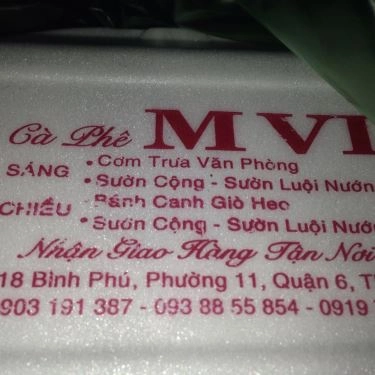 Cà Phê MVI
SÁNG • Cơm Trưa Văn Phòng
• Sườn Cộng - Sườn Luội Nướn
CHIỀU • Bánh Canh Giò Heo
• Sườn Cộng - Sườn Luội Nướ
Nhận Giao Hàng Tận Nơi
18 Bình Phú, Phường 11, Quận 6, T
903 191 387 - 093 88 55 854 - 0919